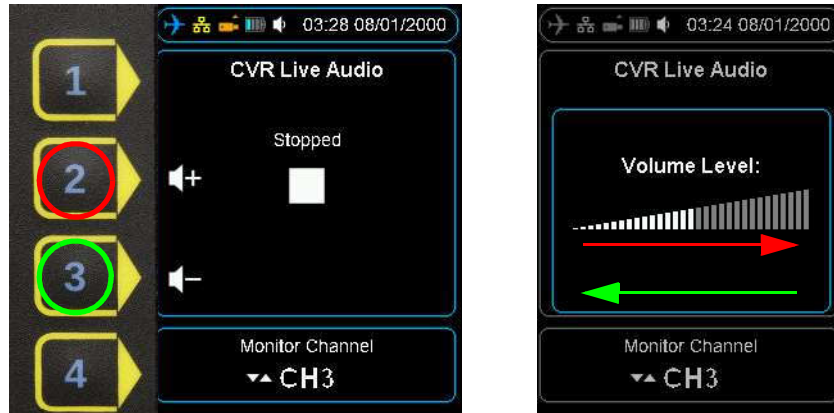 1
2
3
4
03:28 08/01/2000
CVR Live Audio
Stopped
+
−
Monitor Channel
CH3
03:24 08/01/2000
CVR Live Audio
Volume Level:
Monitor Channel
CH3